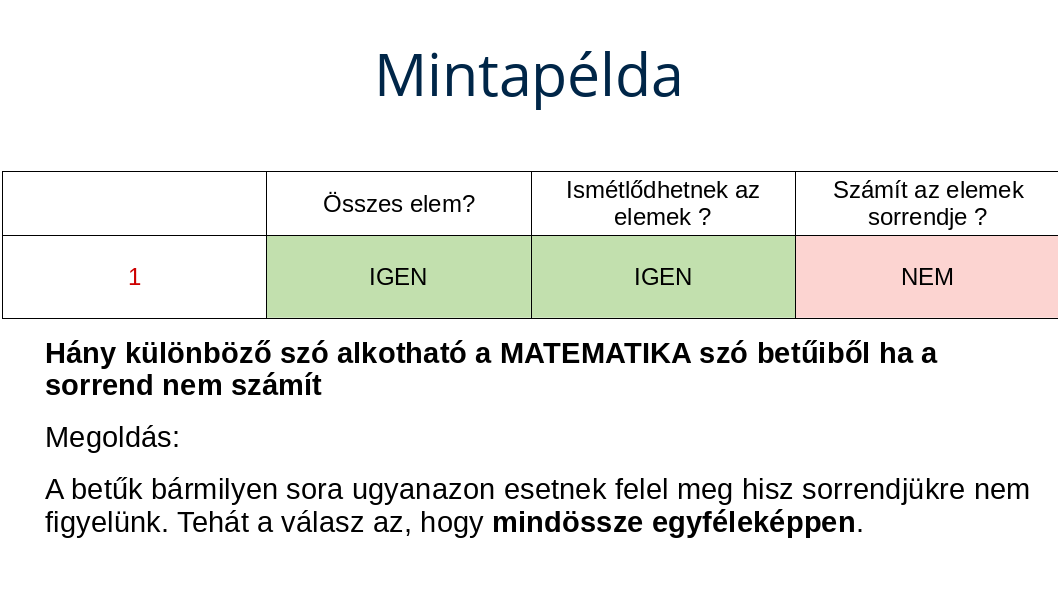 Mintapélda
Összes elem?
Ismétlődhetnek az
elemek ?
Számít az elemek
sorrendje ?
1
IGEN
IGEN
NEM
Hány különböző szó alkotható a MATEMATIKA szó betűiből ha a
sorrend nem számít
Megoldás:
A betűk bármilyen sora ugyanazon esetnek felel meg hisz sorrendjükre nem
figyelünk. Tehát a válasz az, hogy mindössze egyféleképpen.